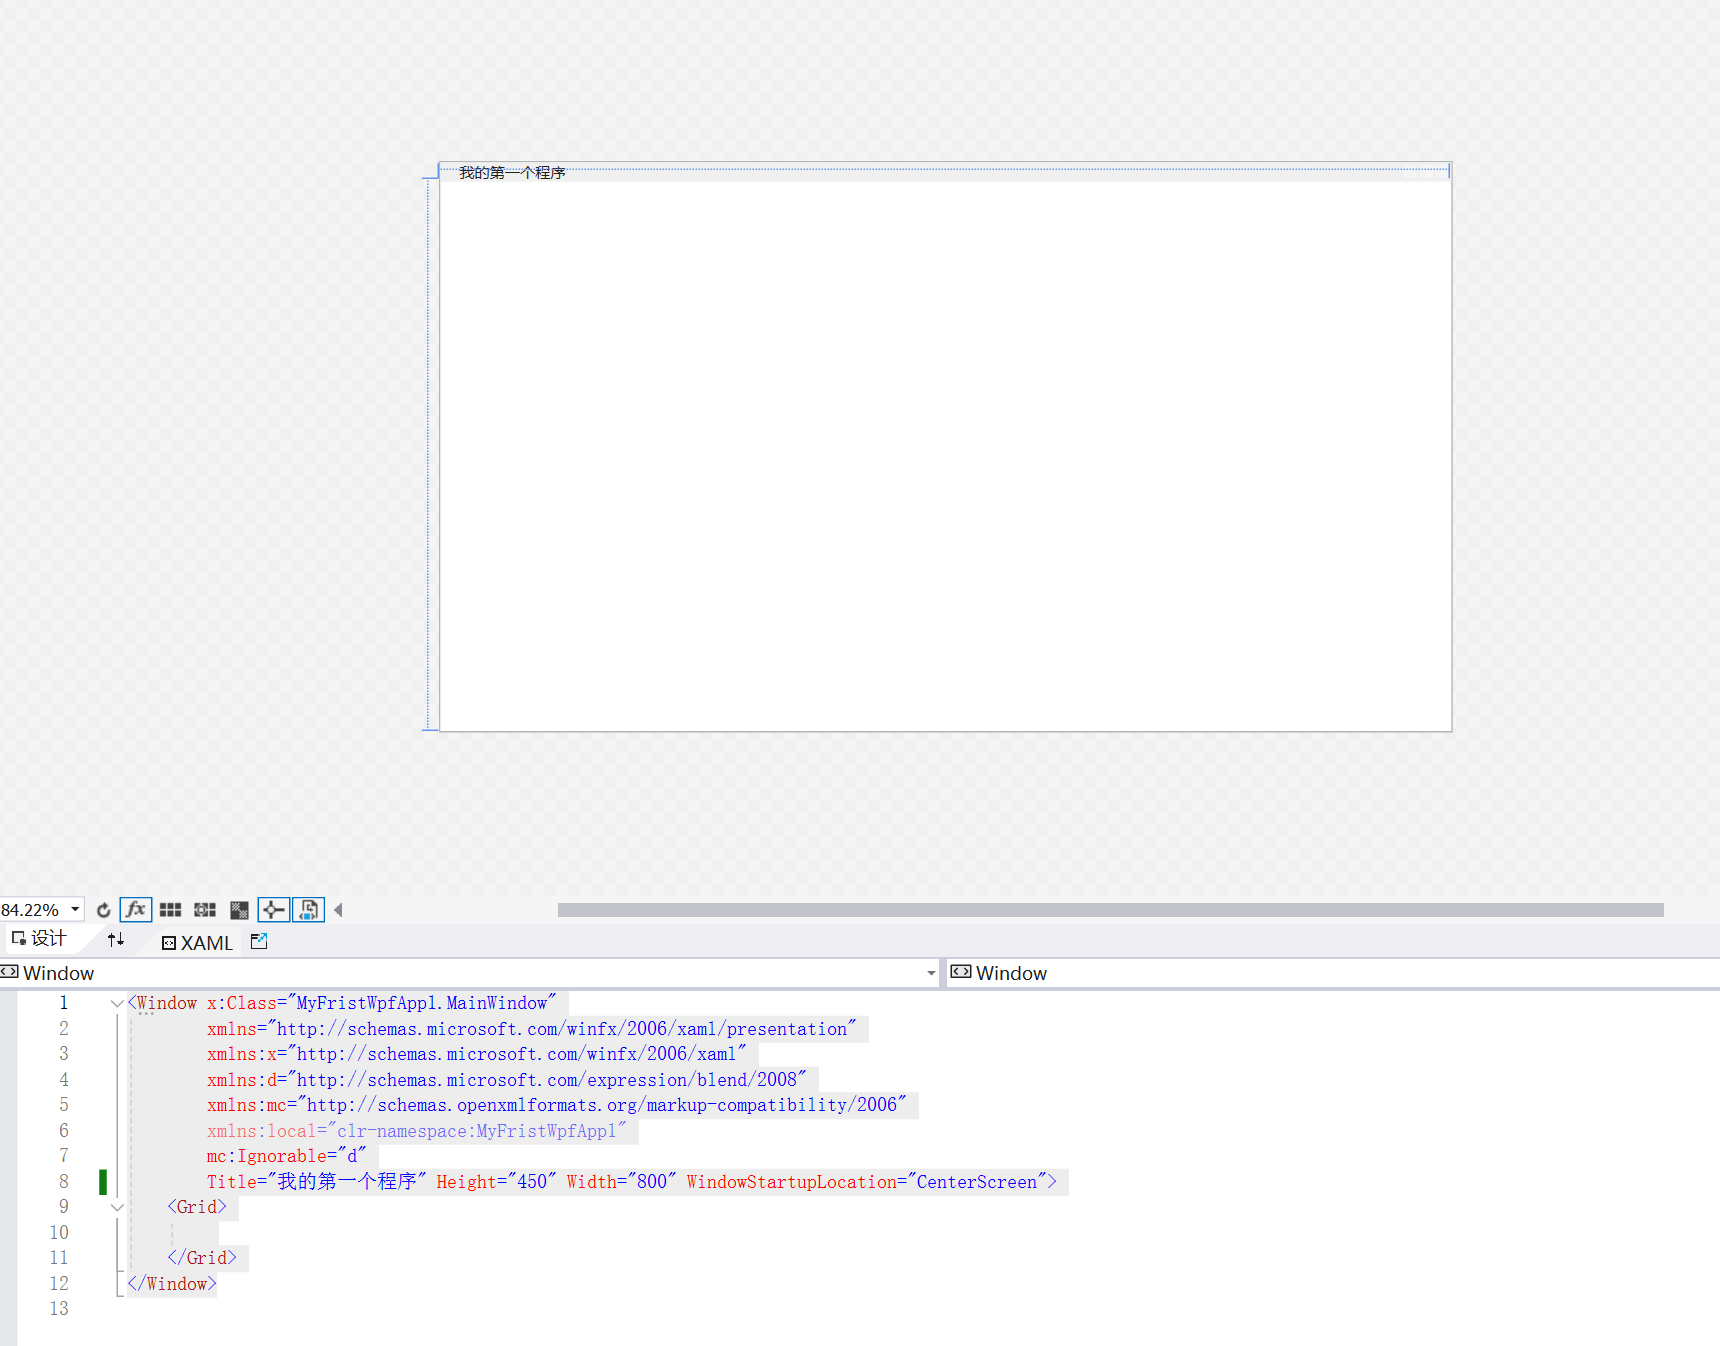 我的第一个程序
84.22%
设计
XAML
Window
Window
1 <Window x:Class="MyFristWpfApp1.MainWindow"
2 xmlns="http://schemas.microsoft.com/winfx/2006/xaml/presentation"
3 xmlns:x="http://schemas.microsoft.com/winfx/2006/xaml"
4 xmlns:d="http://schemas.microsoft.com/expression/blend/2008"
5 xmlns:mc="http://schemas.openxmlformats.org/markup-compatibility/2006"
6 xmlns:local="clr-namespace:MyFristWpfApp1"
7 mc:Ignorable="d"
8 Title="我的第一个程序" Height="450" Width="800" WindowStartupLocation="CenterScreen">
9 <Grid>
10
11 </Grid>
12 </Window>
13